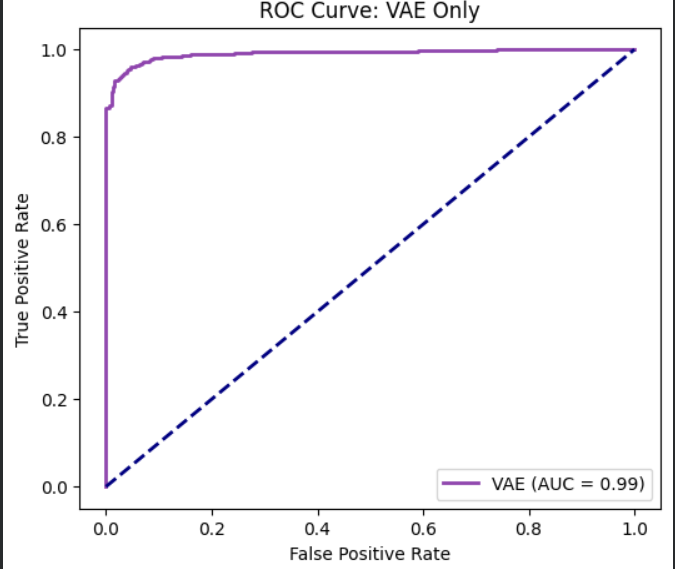 ROC Curve: VAE Only
True Positive Rate
1.0
0.8
0.6
0.4
0.2
0.0
VAE (AUC = 0.99)
0.0 0.2 0.4 0.6 0.8 1.0
False Positive Rate